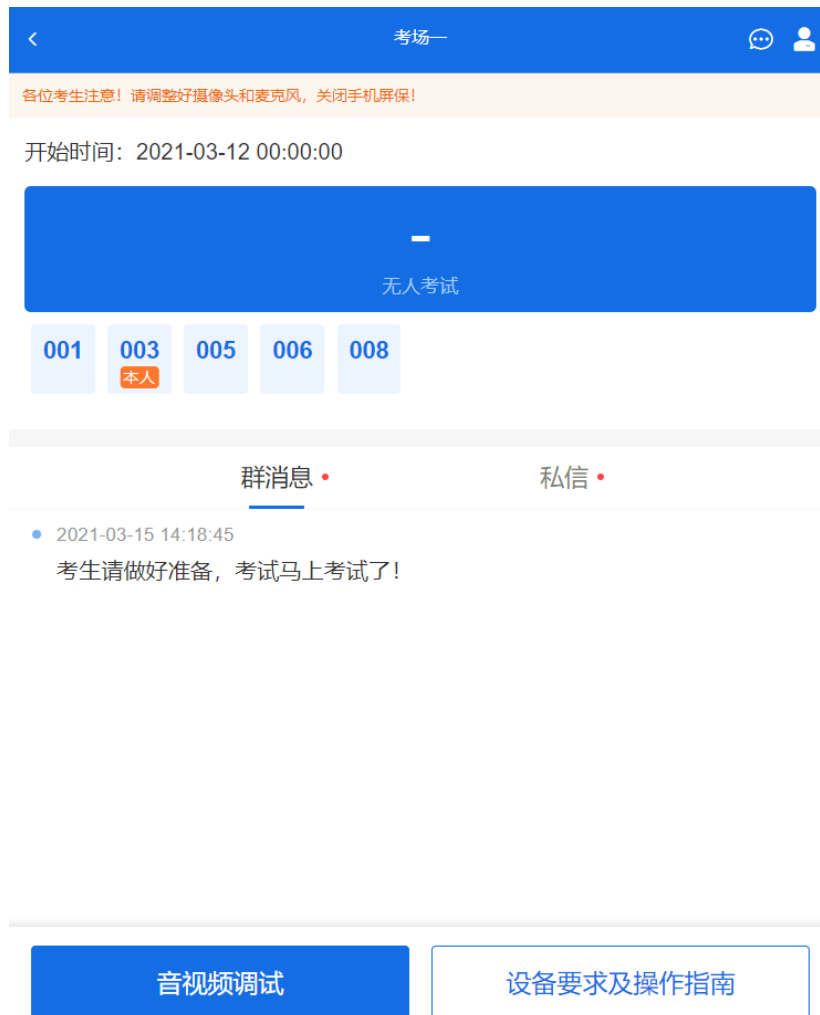 考场一
各位考生注意！请调整好摄像头和麦克风，关闭手机屏保！
开始时间：2021-03-12 00:00:00
-
无人考试
001 003 005 006 008
本人
群消息 私信
2021-03-15 14:18:45
考生请做好准备，考试马上考试了！
音视频调试 设备要求及操作指南